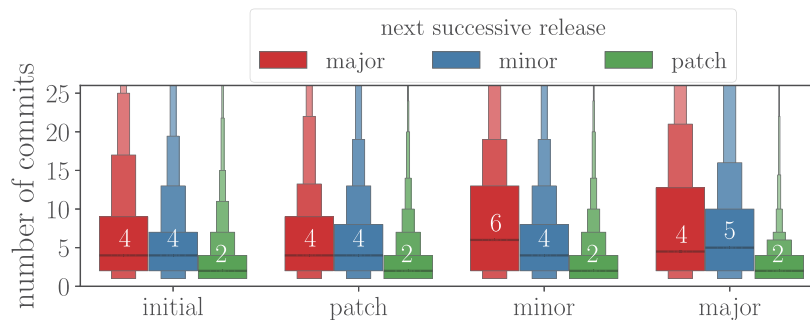 next successive release
major minor patch
number of commits
25
20
15
10
5
0
4 4 2
4 4 2
6 4 2
4 5 2
initial patch minor major